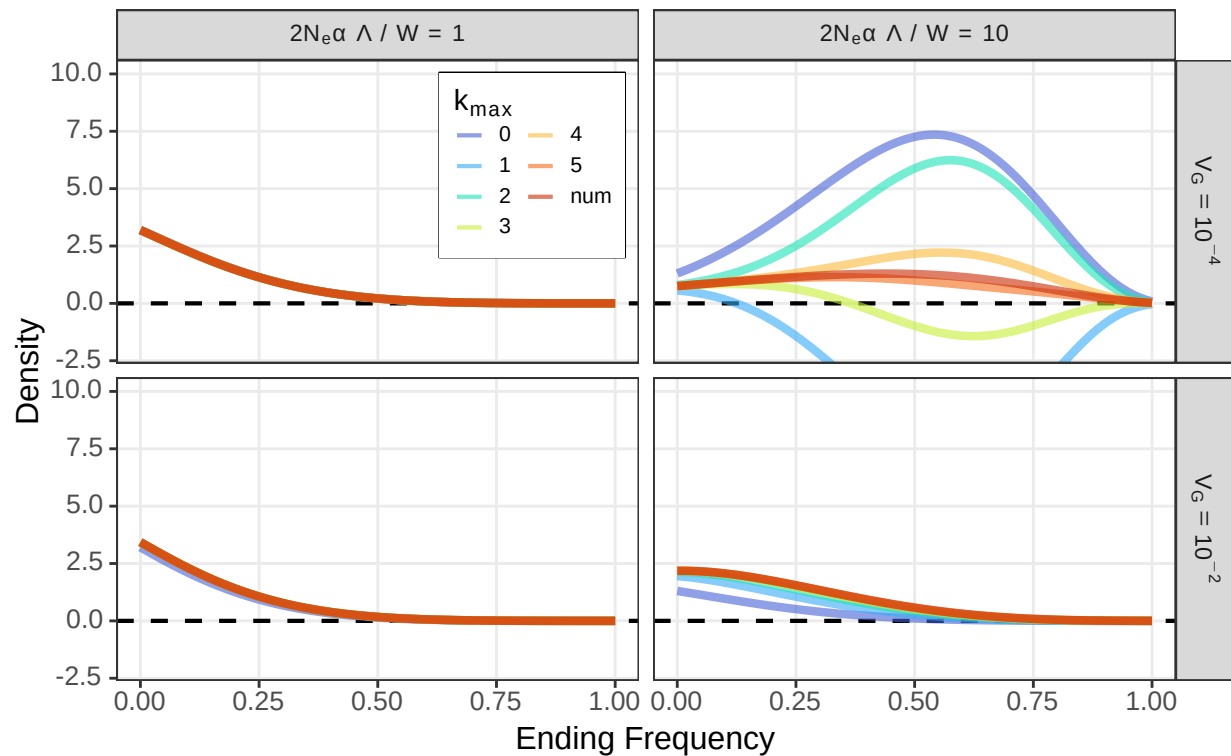 2Nₑα Λ / W = 1
2Nₑα Λ / W = 10
10.0
7.5
5.0
2.5
0.0
-2.5
kmax
0 4
1 5
2 num
3
V_G = 10⁻⁴
Density
10.0
7.5
5.0
2.5
0.0
-2.5
V_G = 10⁻²
0.00 0.25 0.50 0.75 1.00
0.00 0.25 0.50 0.75 1.00
Ending Frequency